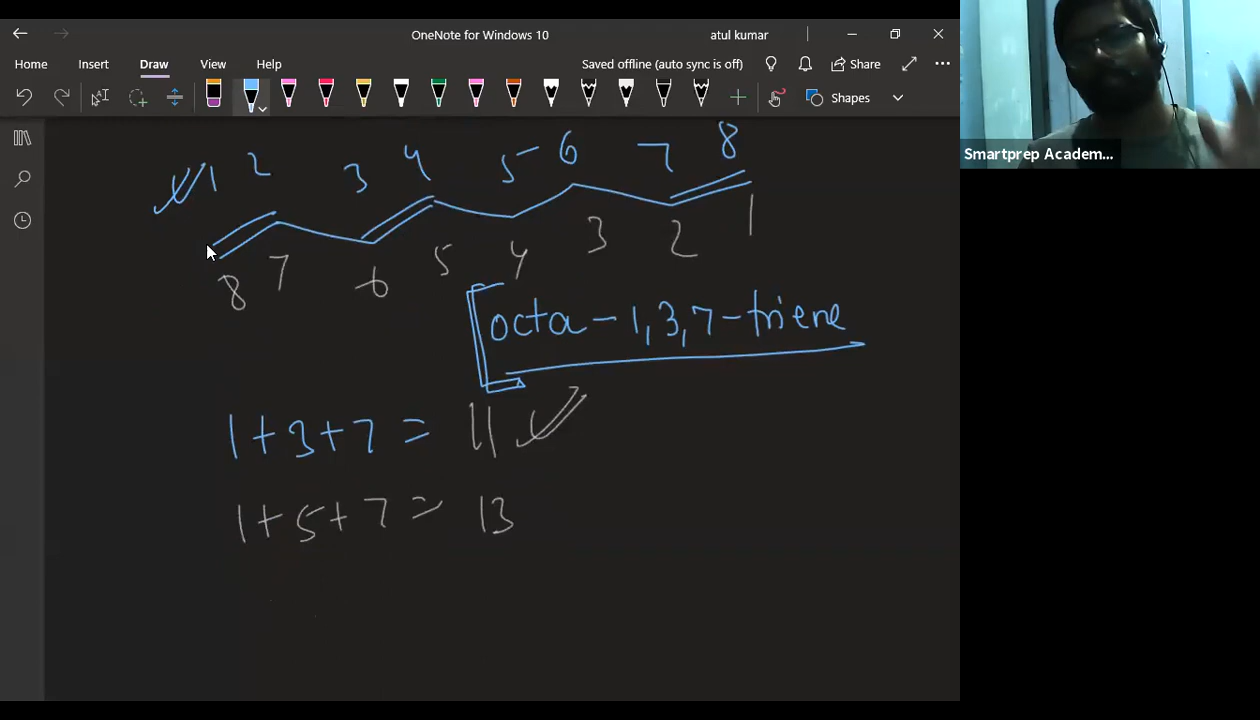 OneNote for Windows 10
atul kumar
Home Insert Draw View Help
Saved offline (auto sync is off)
Share
Shapes
Smartprep Academ...
1 2 3 4 5 6 7 8
8 7 6 5 4 3 2 1
octa-1,3,7-triene
1+3+7= 11
1+5+7= 13